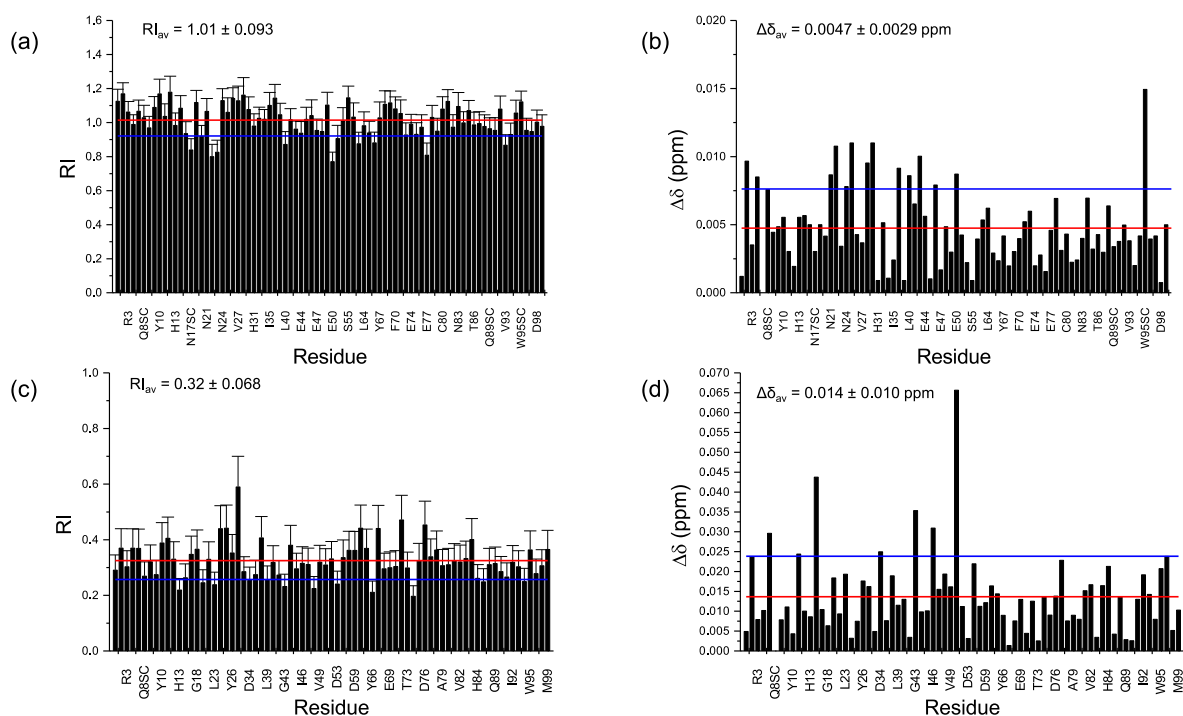 (a)
RIav = 1.01 ± 0.093
1.6
1.4
1.2
1.0
0.8
0.6
0.4
0.2
0.0
RI
R3 Q8SC Y10 H13 N17SC N21 N24 V27 H31 I35 L40 E44 E47 E50 S55 L64 Y67 F70 E74 E77 C80 N83 T86 Q89SC V93 W95SC D98
Residue
(b)
Δδav = 0.0047 ± 0.0029 ppm
0.020
0.015
0.010
0.005
0.000
Δδ (ppm)
R3 Q8SC Y10 H13 N17SC N21 N24 V27 H31 I35 L40 E44 E47 E50 S55 L64 Y67 F70 E74 E77 C80 N83 T86 Q89SC V93 W95SC D98
Residue
(c)
RIav = 0.32 ± 0.068
1.0
0.8
0.6
0.4
0.2
0.0
RI
R3 Q8SC Y10 H13 G18 L23 Y26 D34 L39 G43 I46 V49 D53 D59 Y66 E69 T73 D76 A79 V82 H84 Q89 I92 W95 M99
Residue
(d)
Δδav = 0.014 ± 0.010 ppm
0.070
0.065
0.060
0.055
0.050
0.045
0.040
0.035
0.030
0.025
0.020
0.015
0.010
0.005
0.000
Δδ (ppm)
R3 Q8SC Y10 H13 G18 L23 Y26 D34 L39 G43 I46 V49 D53 D59 Y66 E69 T73 D76 A79 V82 H84 Q89 I92 W95 M99
Residue